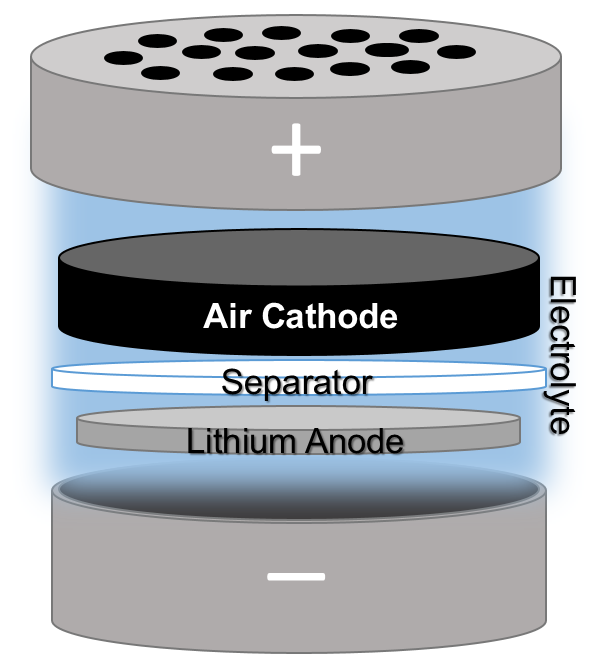 +
Air Cathode
Separator
Lithium Anode
Electrolyte
−